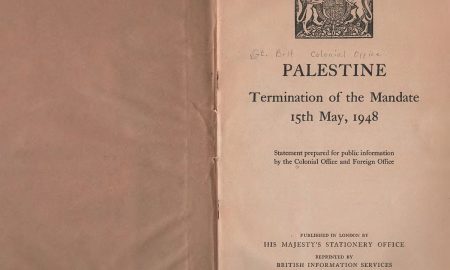 Gt. Brit. Colonial Office.
PALESTINE
Termination of the Mandate
15th May, 1948
Statement prepared for public information
by the Colonial Office and Foreign Office
PUBLISHED IN LONDON BY
HIS MAJESTY'S STATIONERY OFFICE
REPRINTED BY
BRITISH INFORMATION SERVICES